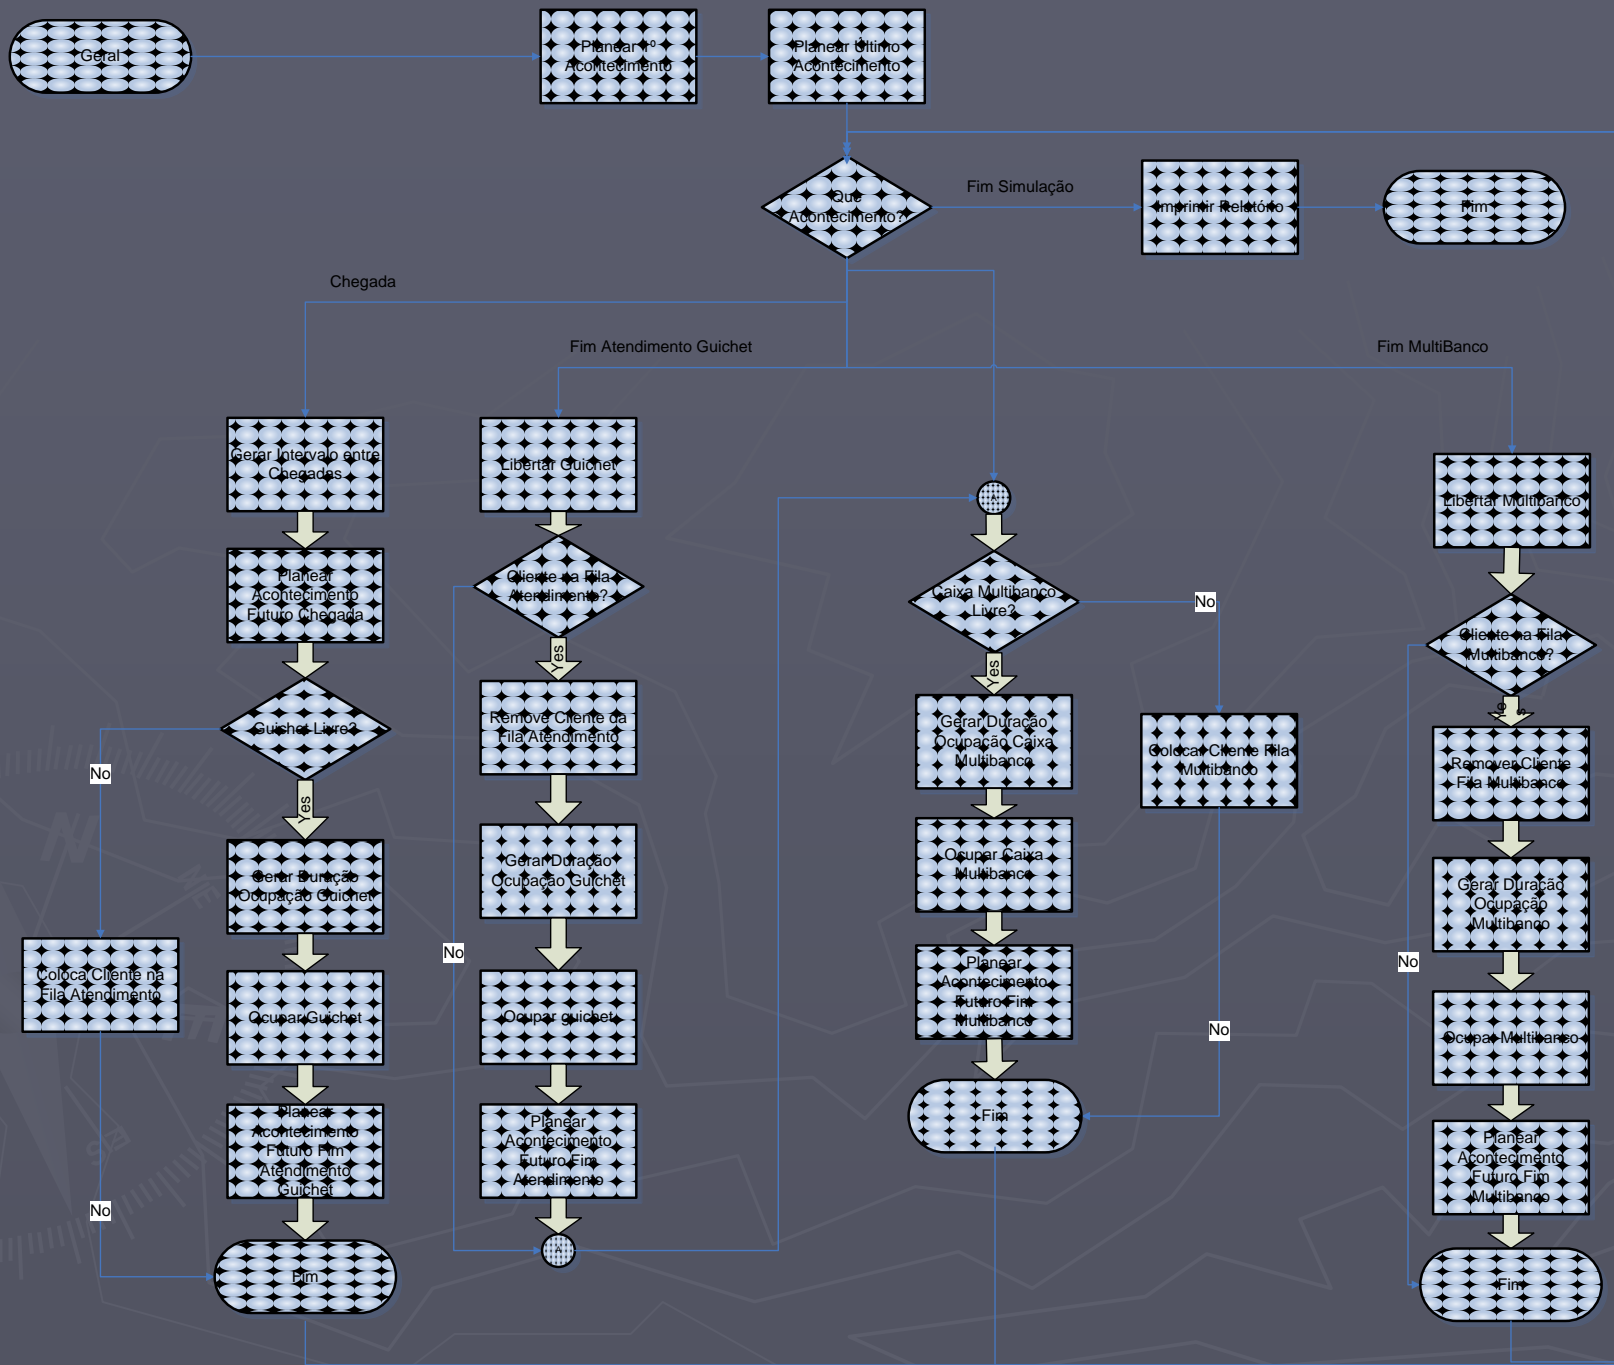 Geral
Planear 1º
Acontecimento
Planear Último
Acontecimento
Que
Acontecimento?
Fim Simulação
Imprimir Relatório
Fim
Chegada
Fim Atendimento Guichet
Fim MultiBanco
Gerar Intervalo entre
Chegadas
Planear
Acontecimento
Futuro Chegada
Guichet Livre?
No
Yes
Gerar Duração
Ocupação Guichet
Coloca Cliente na
Fila Atendimento
Ocupar Guichet
Planear
Acontecimento
Futuro Fim
Atendimento
Guichet
No
Fim
Libertar Guichet
Cliente na Fila
Atendimento?
Yes
Remove Cliente da
Fila Atendimento
Gerar Duração
Ocupação Guichet
No
Ocupar guichet
Planear
Acontecimento
Futuro Fim
Atendimento
A
A
Caixa Multibanco
Livre?
No
Yes
Gerar Duração
Ocupação Caixa
Multibanco
Colocar Cliente Fila
Multibanco
Ocupar Caixa
Multibanco
Planear
Acontecimento
Futuro Fim
Multibanco
No
Fim
Libertar Multibanco
Cliente na Fila
Multibanco?
Ye
s
Remover Cliente
Fila Multibanco
Gerar Duração
Ocupação
Multibanco
No
Ocupar Multibanco
Planear
Acontecimento
Futuro Fim
Multibanco
Fim
N